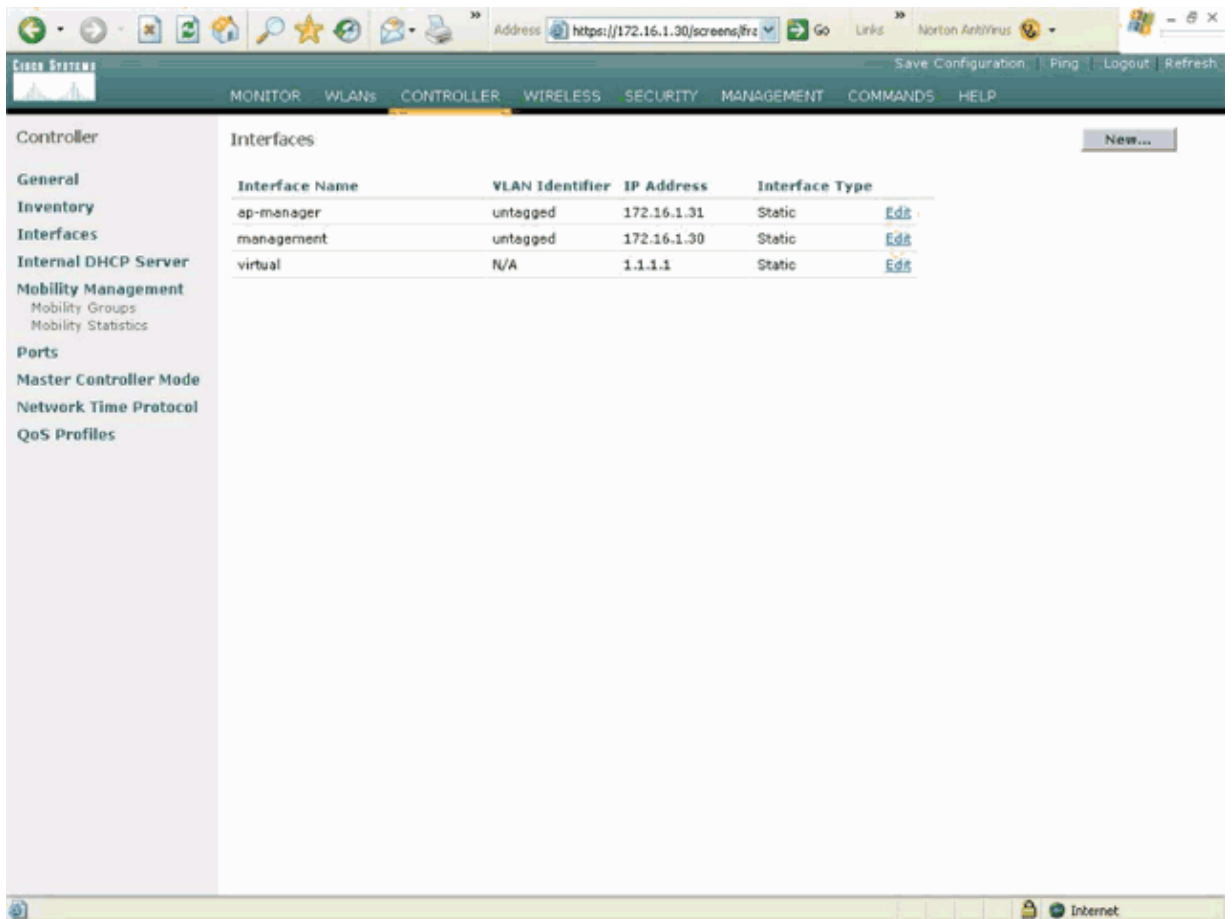 » Address https://172.16.1.30/screens/fra Go Links » Norton AntiVirus
CISCO SYSTEMS
Save Configuration | Ping | Logout | Refresh
MONITOR WLANs CONTROLLER WIRELESS SECURITY MANAGEMENT COMMANDS HELP
Controller
General
Inventory
Interfaces
Internal DHCP Server
Mobility Management
Mobility Groups
Mobility Statistics
Ports
Master Controller Mode
Network Time Protocol
QoS Profiles
Interfaces
New...
Interface Name VLAN Identifier IP Address Interface Type
ap-manager untagged 172.16.1.31 Static Edit
management untagged 172.16.1.30 Static Edit
virtual N/A 1.1.1.1 Static Edit
Internet